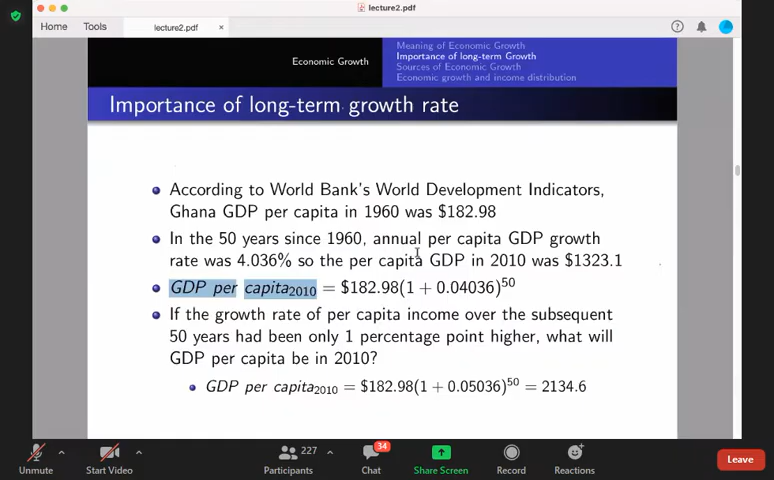 lecture2.pdf
Home Tools lecture2.pdf ×
Economic Growth
Meaning of Economic Growth
Importance of long-term Growth
Sources of Economic Growth
Economic growth and income distribution
Importance of long-term growth rate
According to World Bank's World Development Indicators,
Ghana GDP per capita in 1960 was $182.98
In the 50 years since 1960, annual per capita GDP growth
rate was 4.036% so the per capita GDP in 2010 was $1323.1
GDP per capita₂₀₁₀ = $182.98(1 + 0.04036)⁵⁰
If the growth rate of per capita income over the subsequent
50 years had been only 1 percentage point higher, what will
GDP per capita be in 2010?
GDP per capita₂₀₁₀ = $182.98(1 + 0.05036)⁵⁰ = 2134.6
227
34
Unmute Start Video Participants Chat Share Screen Record Reactions Leave